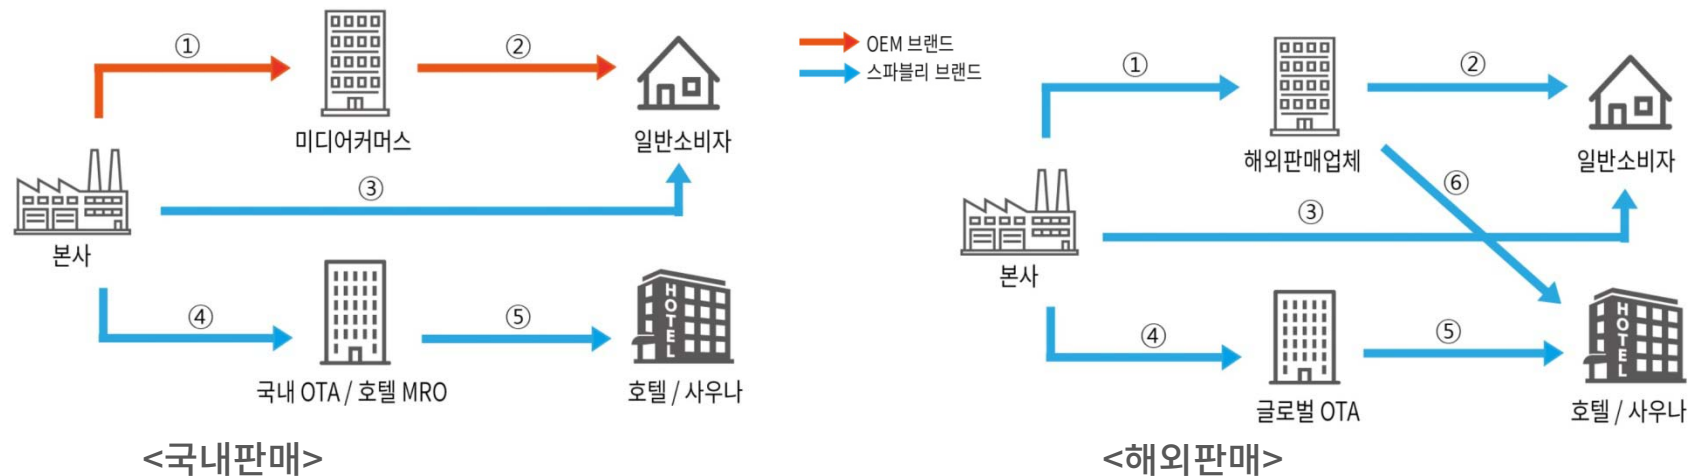 ①
②
미디어커머스
일반소비자
③
본사
④
⑤
HOTEL
국내 OTA / 호텔 MRO
호텔 / 사우나
<국내판매>
OEM 브랜드
스파블리 브랜드
①
②
해외판매업체
일반소비자
⑥
③
본사
④
⑤
HOTEL
글로벌 OTA
호텔 / 사우나
<해외판매>